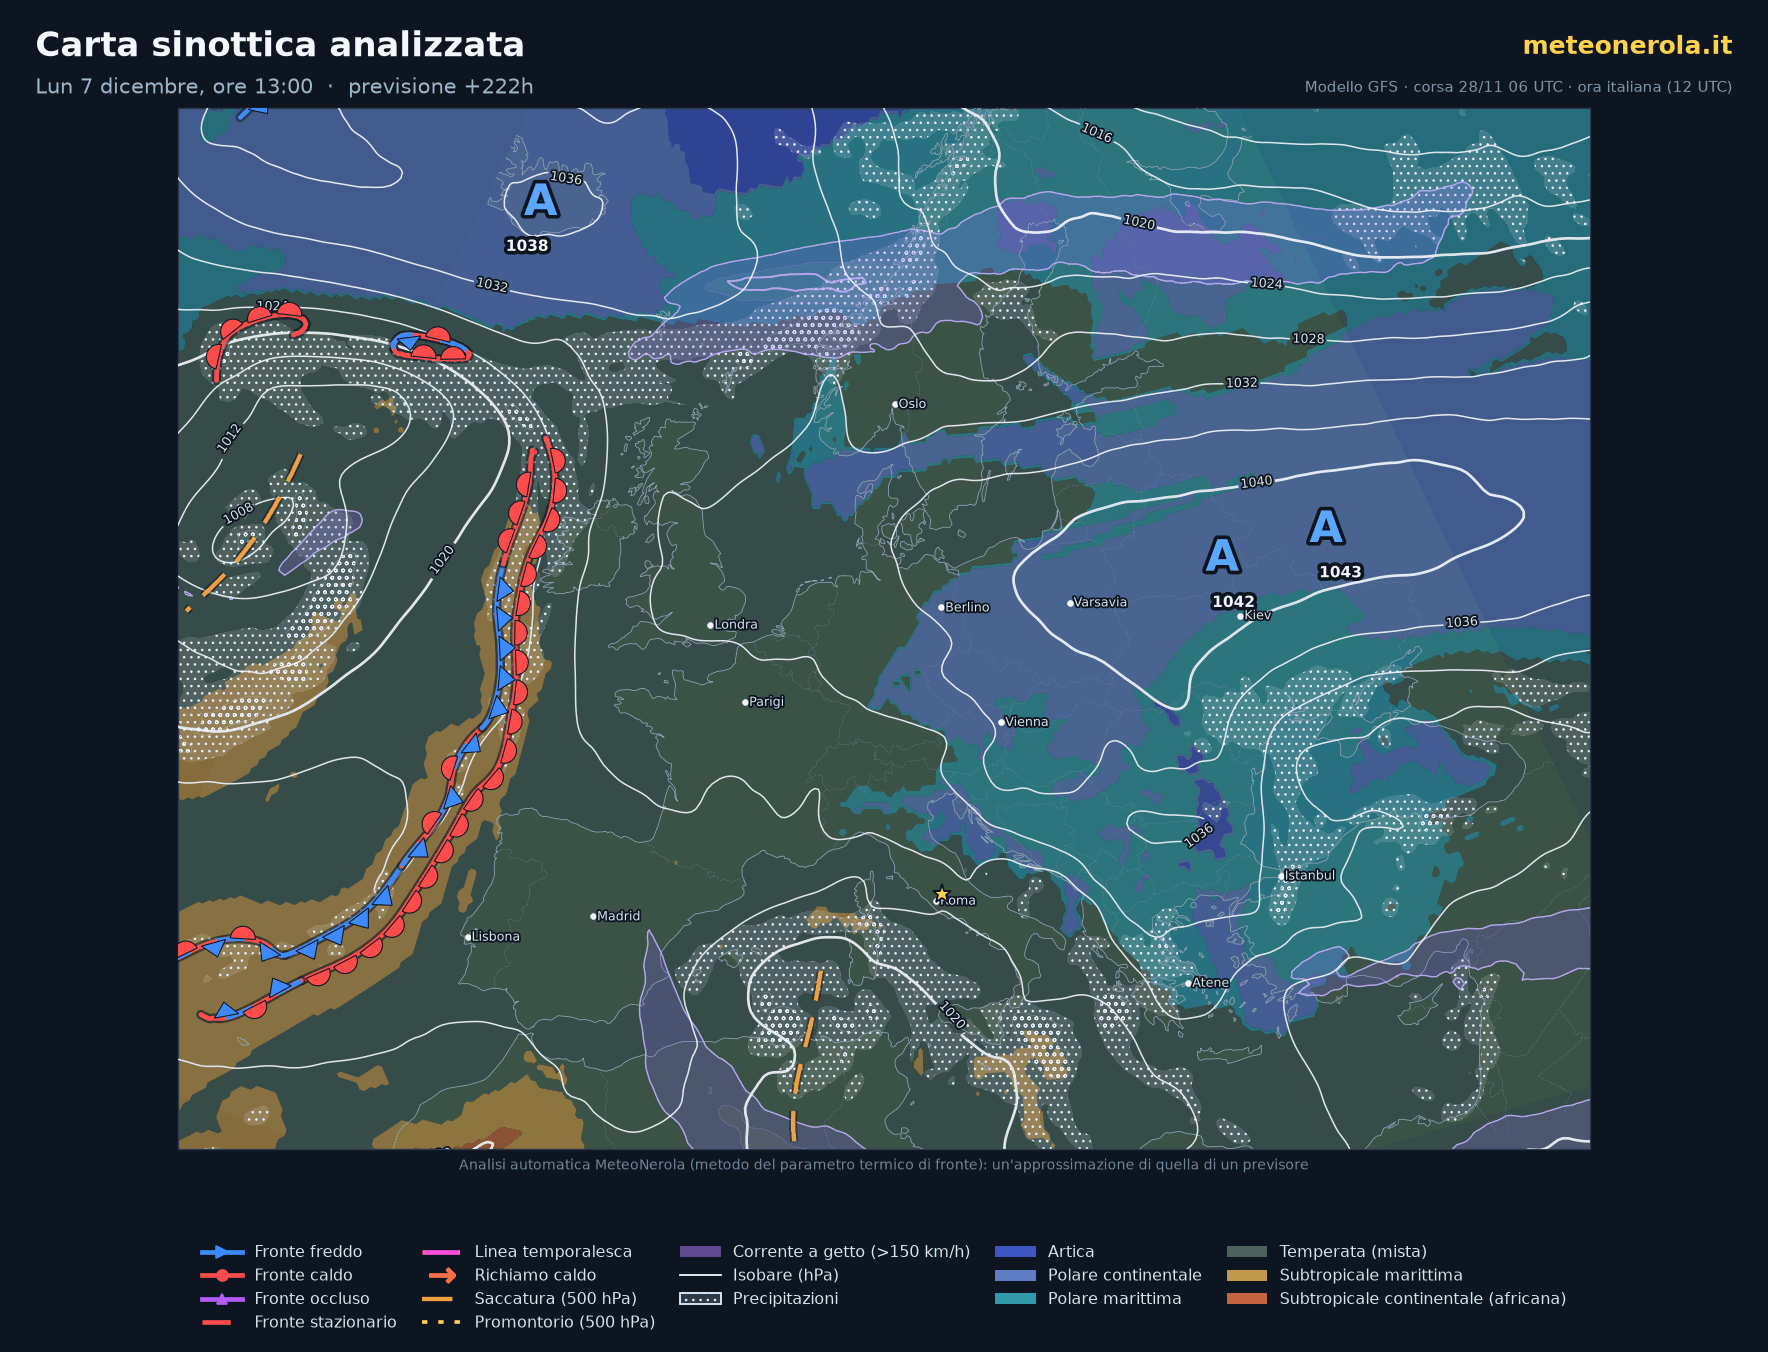 Carta sinottica analizzata
meteonerola.it
Lun 7 dicembre, ore 13:00 · previsione +222h
Modello GFS · corsa 28/11 06 UTC · ora italiana (12 UTC)
1016
1036
A
1038
1020
1032
1024
1028
1032
Oslo
1012
1040
1008
A
A
1020
1043
1042
Berlino
Varsavia
Kiev
Londra
1036
Parigi
Vienna
1036
Istanbul
Roma
Madrid
Lisbona
Atene
1020
Analisi automatica MeteoNerola (metodo del parametro termico di fronte): un'approssimazione di quella di un previsore
Fronte freddo
Fronte caldo
Fronte occluso
Fronte stazionario
Linea temporalesca
Richiamo caldo
Saccatura (500 hPa)
Promontorio (500 hPa)
Corrente a getto (>150 km/h)
Isobare (hPa)
Precipitazioni
Artica
Polare continentale
Polare marittima
Temperata (mista)
Subtropicale marittima
Subtropicale continentale (africana)